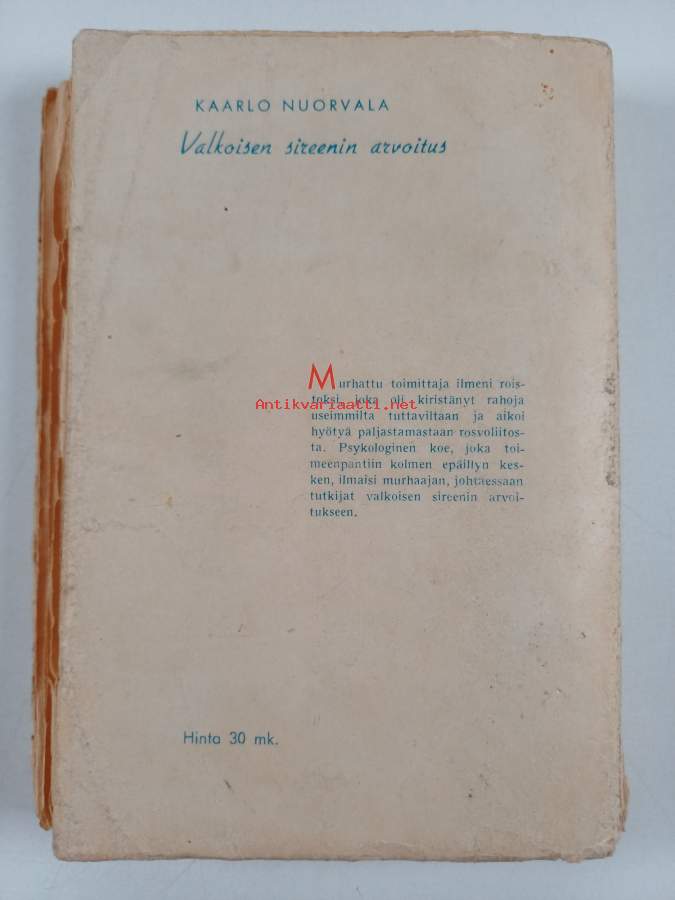 KAARLO NUORVALA
Valkoisen sireenin arvoitus
Murhattu toimittaja ilmeni rois-
toksi, joka oli kiristänyt rahoja
Antikvariaatti.net
useimmilta tuttaviltaan ja aikoi
hyötyä paljastamastaan rosvoliitos-
ta. Psykologinen koe, joka toi-
meenpantiin kolmen epäillyn kes-
ken, ilmaisi murhaajan, johtaessaan
tutkijat valkoisen sireenin arvoi-
tukseen.
Hinta 30 mk.